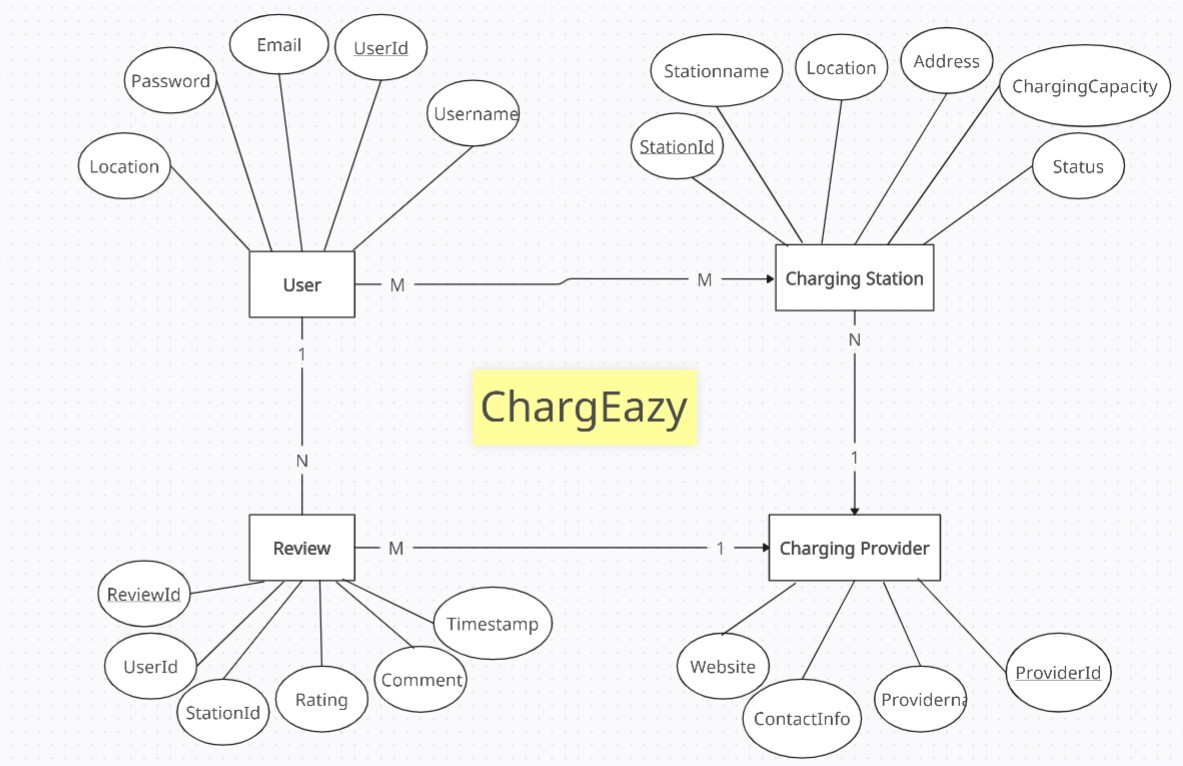 Email
UserId
Password
Username
Location
Stationname
Location
Address
ChargingCapacity
StationId
Status
User
M
M
Charging Station
1
N
ChargEazy
N
1
Review
M
1
Charging Provider
ReviewId
UserId
StationId
Rating
Comment
Timestamp
Website
ContactInfo
Providerna
ProviderId